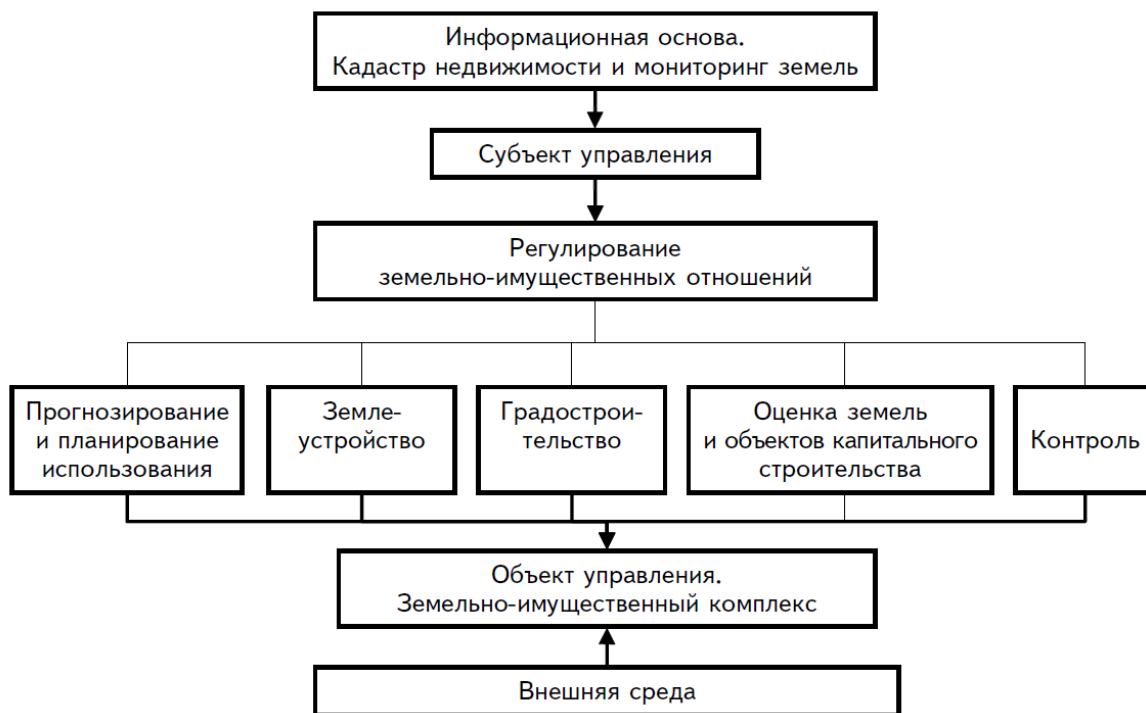 Информационная основа.
Кадастр недвижимости и мониторинг земель
Субъект управления
Регулирование
земельно-имущественных отношений
Прогнозирование
и планирование
использования
Земле-
устройство
Градострои-
тельство
Оценка земель
и объектов капитального
строительства
Контроль
Объект управления.
Земельно-имущественный комплекс
Внешняя среда